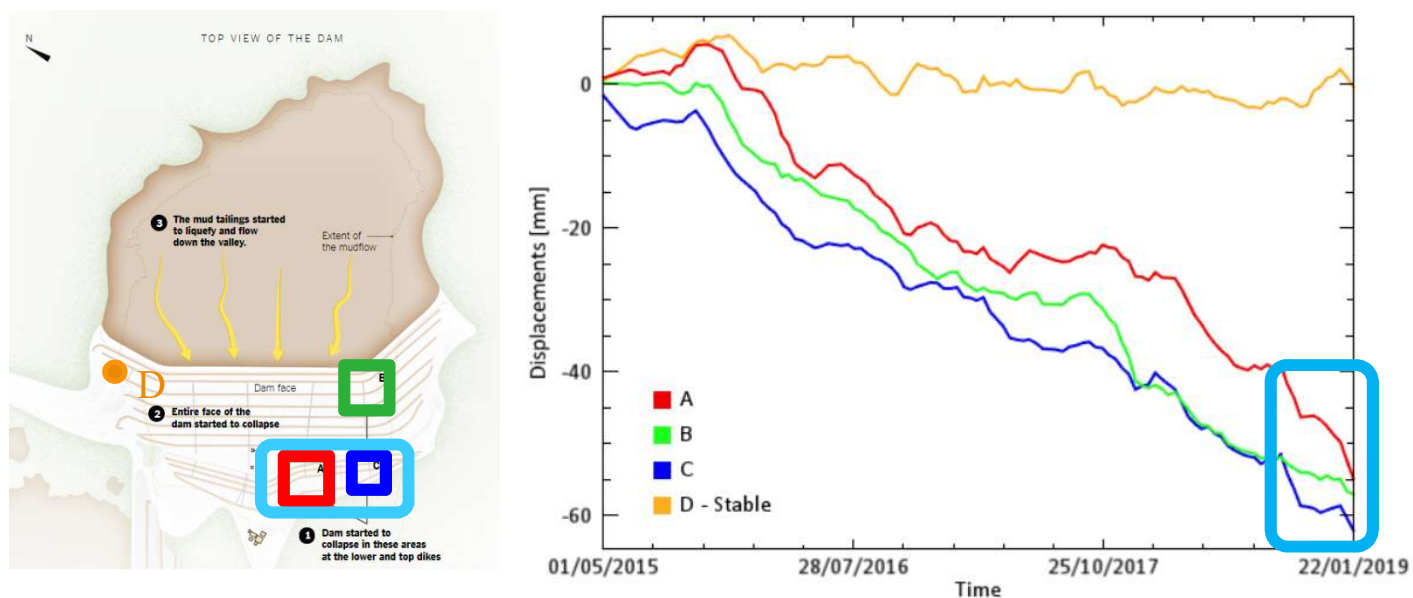 N
TOP VIEW OF THE DAM
3 The mud tailings started
to liquefy and flow
down the valley.
Extent of
the mudflow
D
Dam face
B
2 Entire face of the
dam started to collapse
A
C
1 Dam started to
collapse in these areas
at the lower and top dikes
Displacements [mm]
0
-20
-40
-60
A
B
C
D - Stable
01/05/2015
28/07/2016
25/10/2017
22/01/2019
Time